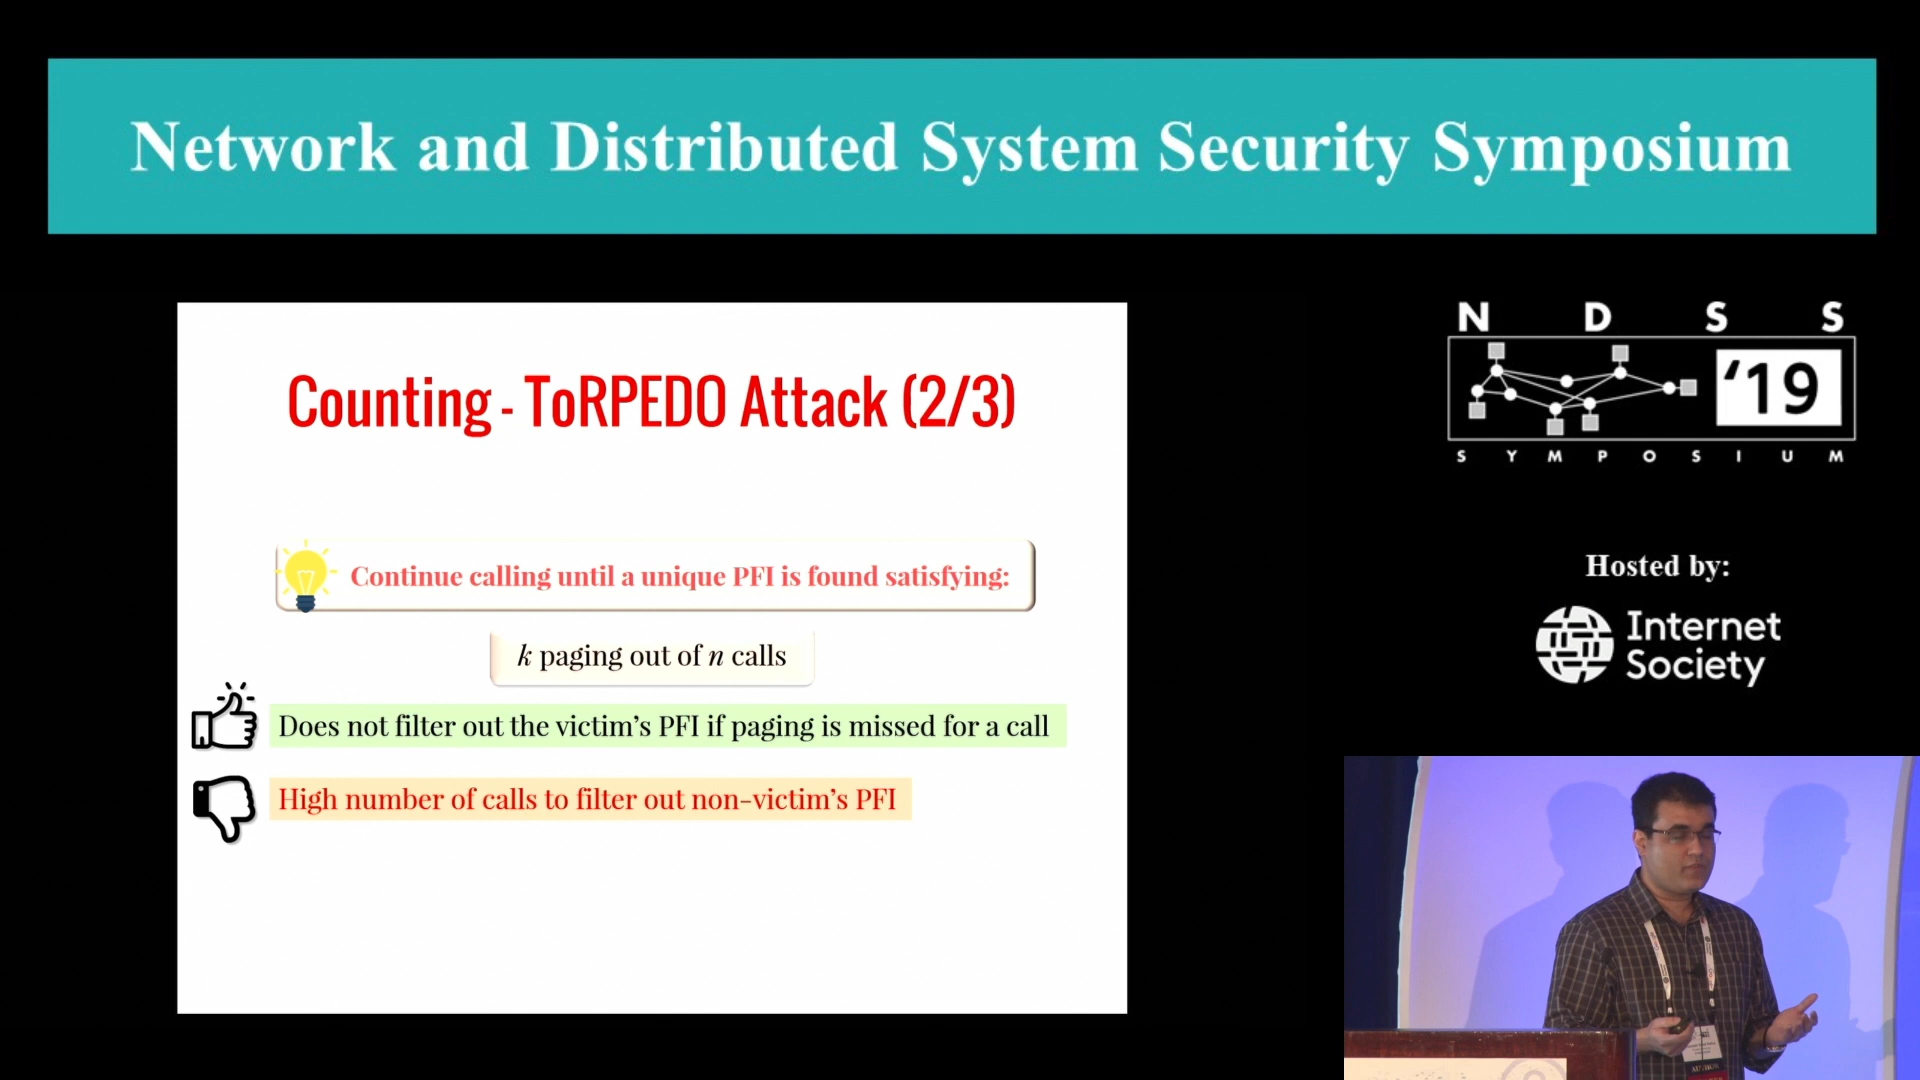 Network and Distributed System Security Symposium
N D S S
'19
S Y M P O S I U M
Counting - ToRPEDO Attack (2/3)
Continue calling until a unique PFI is found satisfying:
k paging out of n calls
Does not filter out the victim's PFI if paging is missed for a call
High number of calls to filter out non-victim's PFI
Hosted by:
Internet
Society